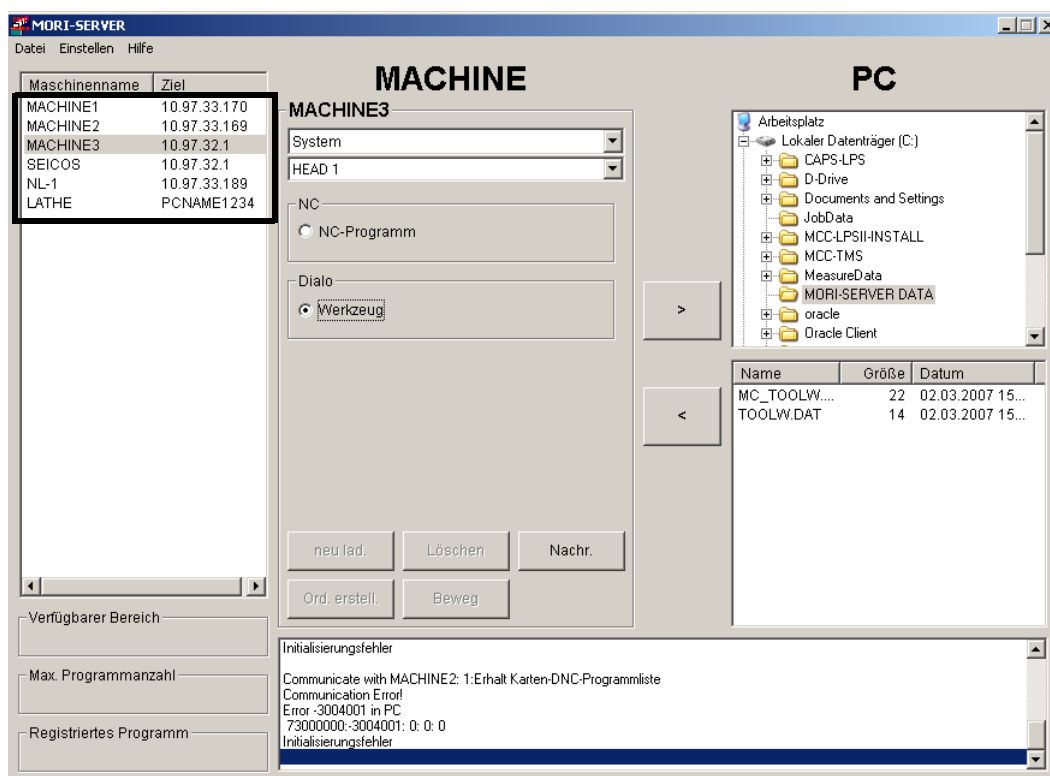 MORI-SERVER
Datei Einstellen Hilfe
MACHINE
PC
Maschinenname Ziel
MACHINE1 10.97.33.170
MACHINE2 10.97.33.169
MACHINE3 10.97.32.1
SEICOS 10.97.32.1
NL-1 10.97.33.189
LATHE PCNAME1234
Verfügbarer Bereich
Max. Programmanzahl
Registriertes Programm
MACHINE3
System
HEAD 1
NC
NC-Programm
Dialo
Werkzeug
neu lad. Löschen Nachr.
Ord. erstell. Beweg
>
<
Arbeitsplatz
Lokaler Datenträger (C:)
CAPS-LPS
D-Drive
Documents and Settings
JobData
MCC-LPSII-INSTALL
MCC-TMS
MeasureData
MORI-SERVER DATA
oracle
Oracle Client
Name Größe Datum
MC_TOOLW.... 22 02.03.2007 15...
TOOLW.DAT 14 02.03.2007 15...
Initialisierungsfehler
Communicate with MACHINE2: 1:Erhalt Karten-DNC-Programmliste
Communication Error!
Error -3004001 in PC
73000000:-3004001: 0: 0: 0
Initialisierungsfehler